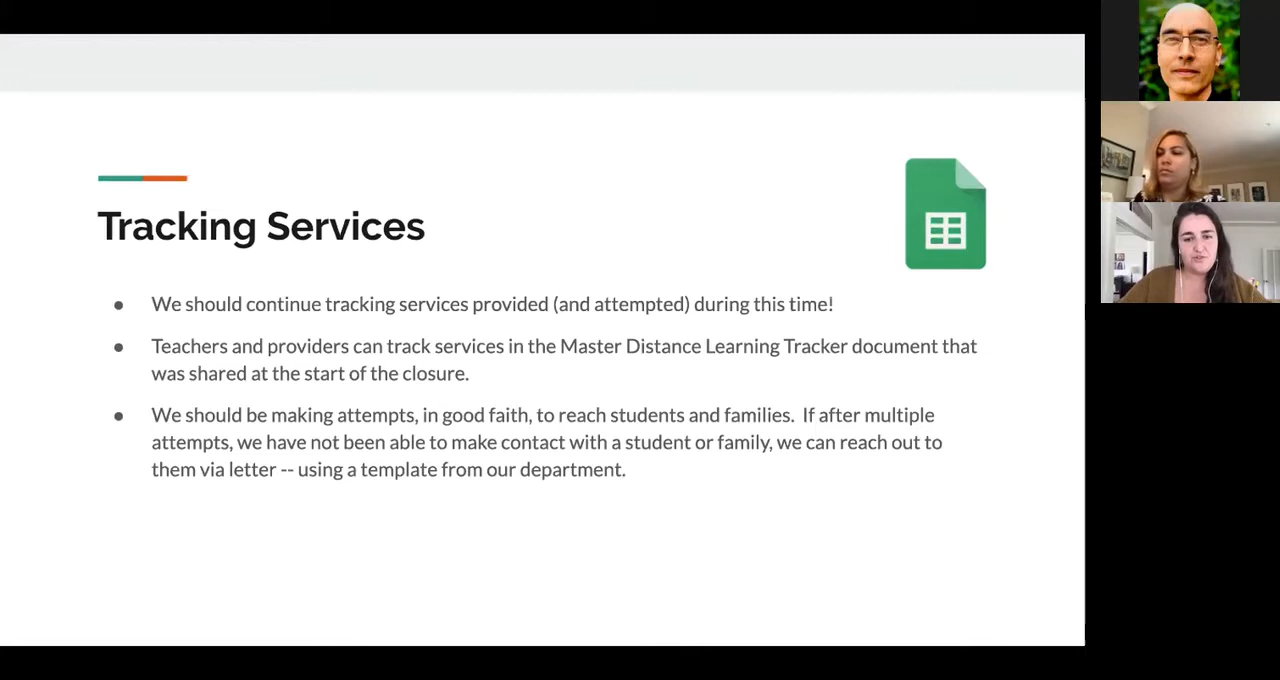 Tracking Services
● We should continue tracking services provided (and attempted) during this time!
● Teachers and providers can track services in the Master Distance Learning Tracker document that
was shared at the start of the closure.
● We should be making attempts, in good faith, to reach students and families.  If after multiple
attempts, we have not been able to make contact with a student or family, we can reach out to
them via letter -- using a template from our department.